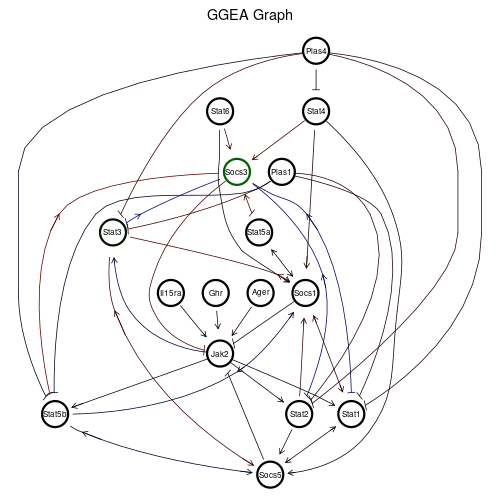 GGEA Graph
Pias4
Stat6
Stat4
Socs3
Pias1
Stat3
Stat5a
Il15ra
Ghr
Ager
Socs1
Jak2
Stat5b
Stat2
Stat1
Socs5